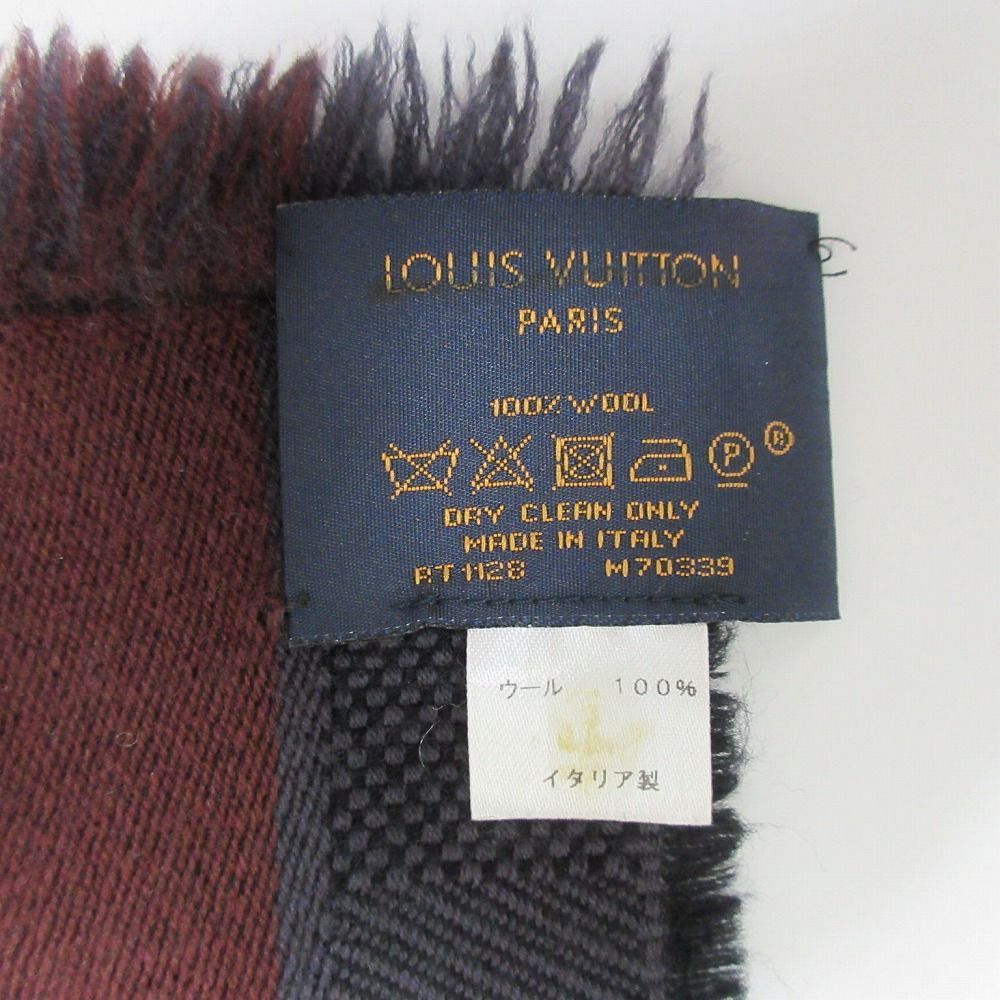 LOUIS VUITTON
PARIS
100% WOOL
P ®
DRY CLEAN ONLY
MADE IN ITALY
RT1128 M70339
ウール 100%
イタリア製